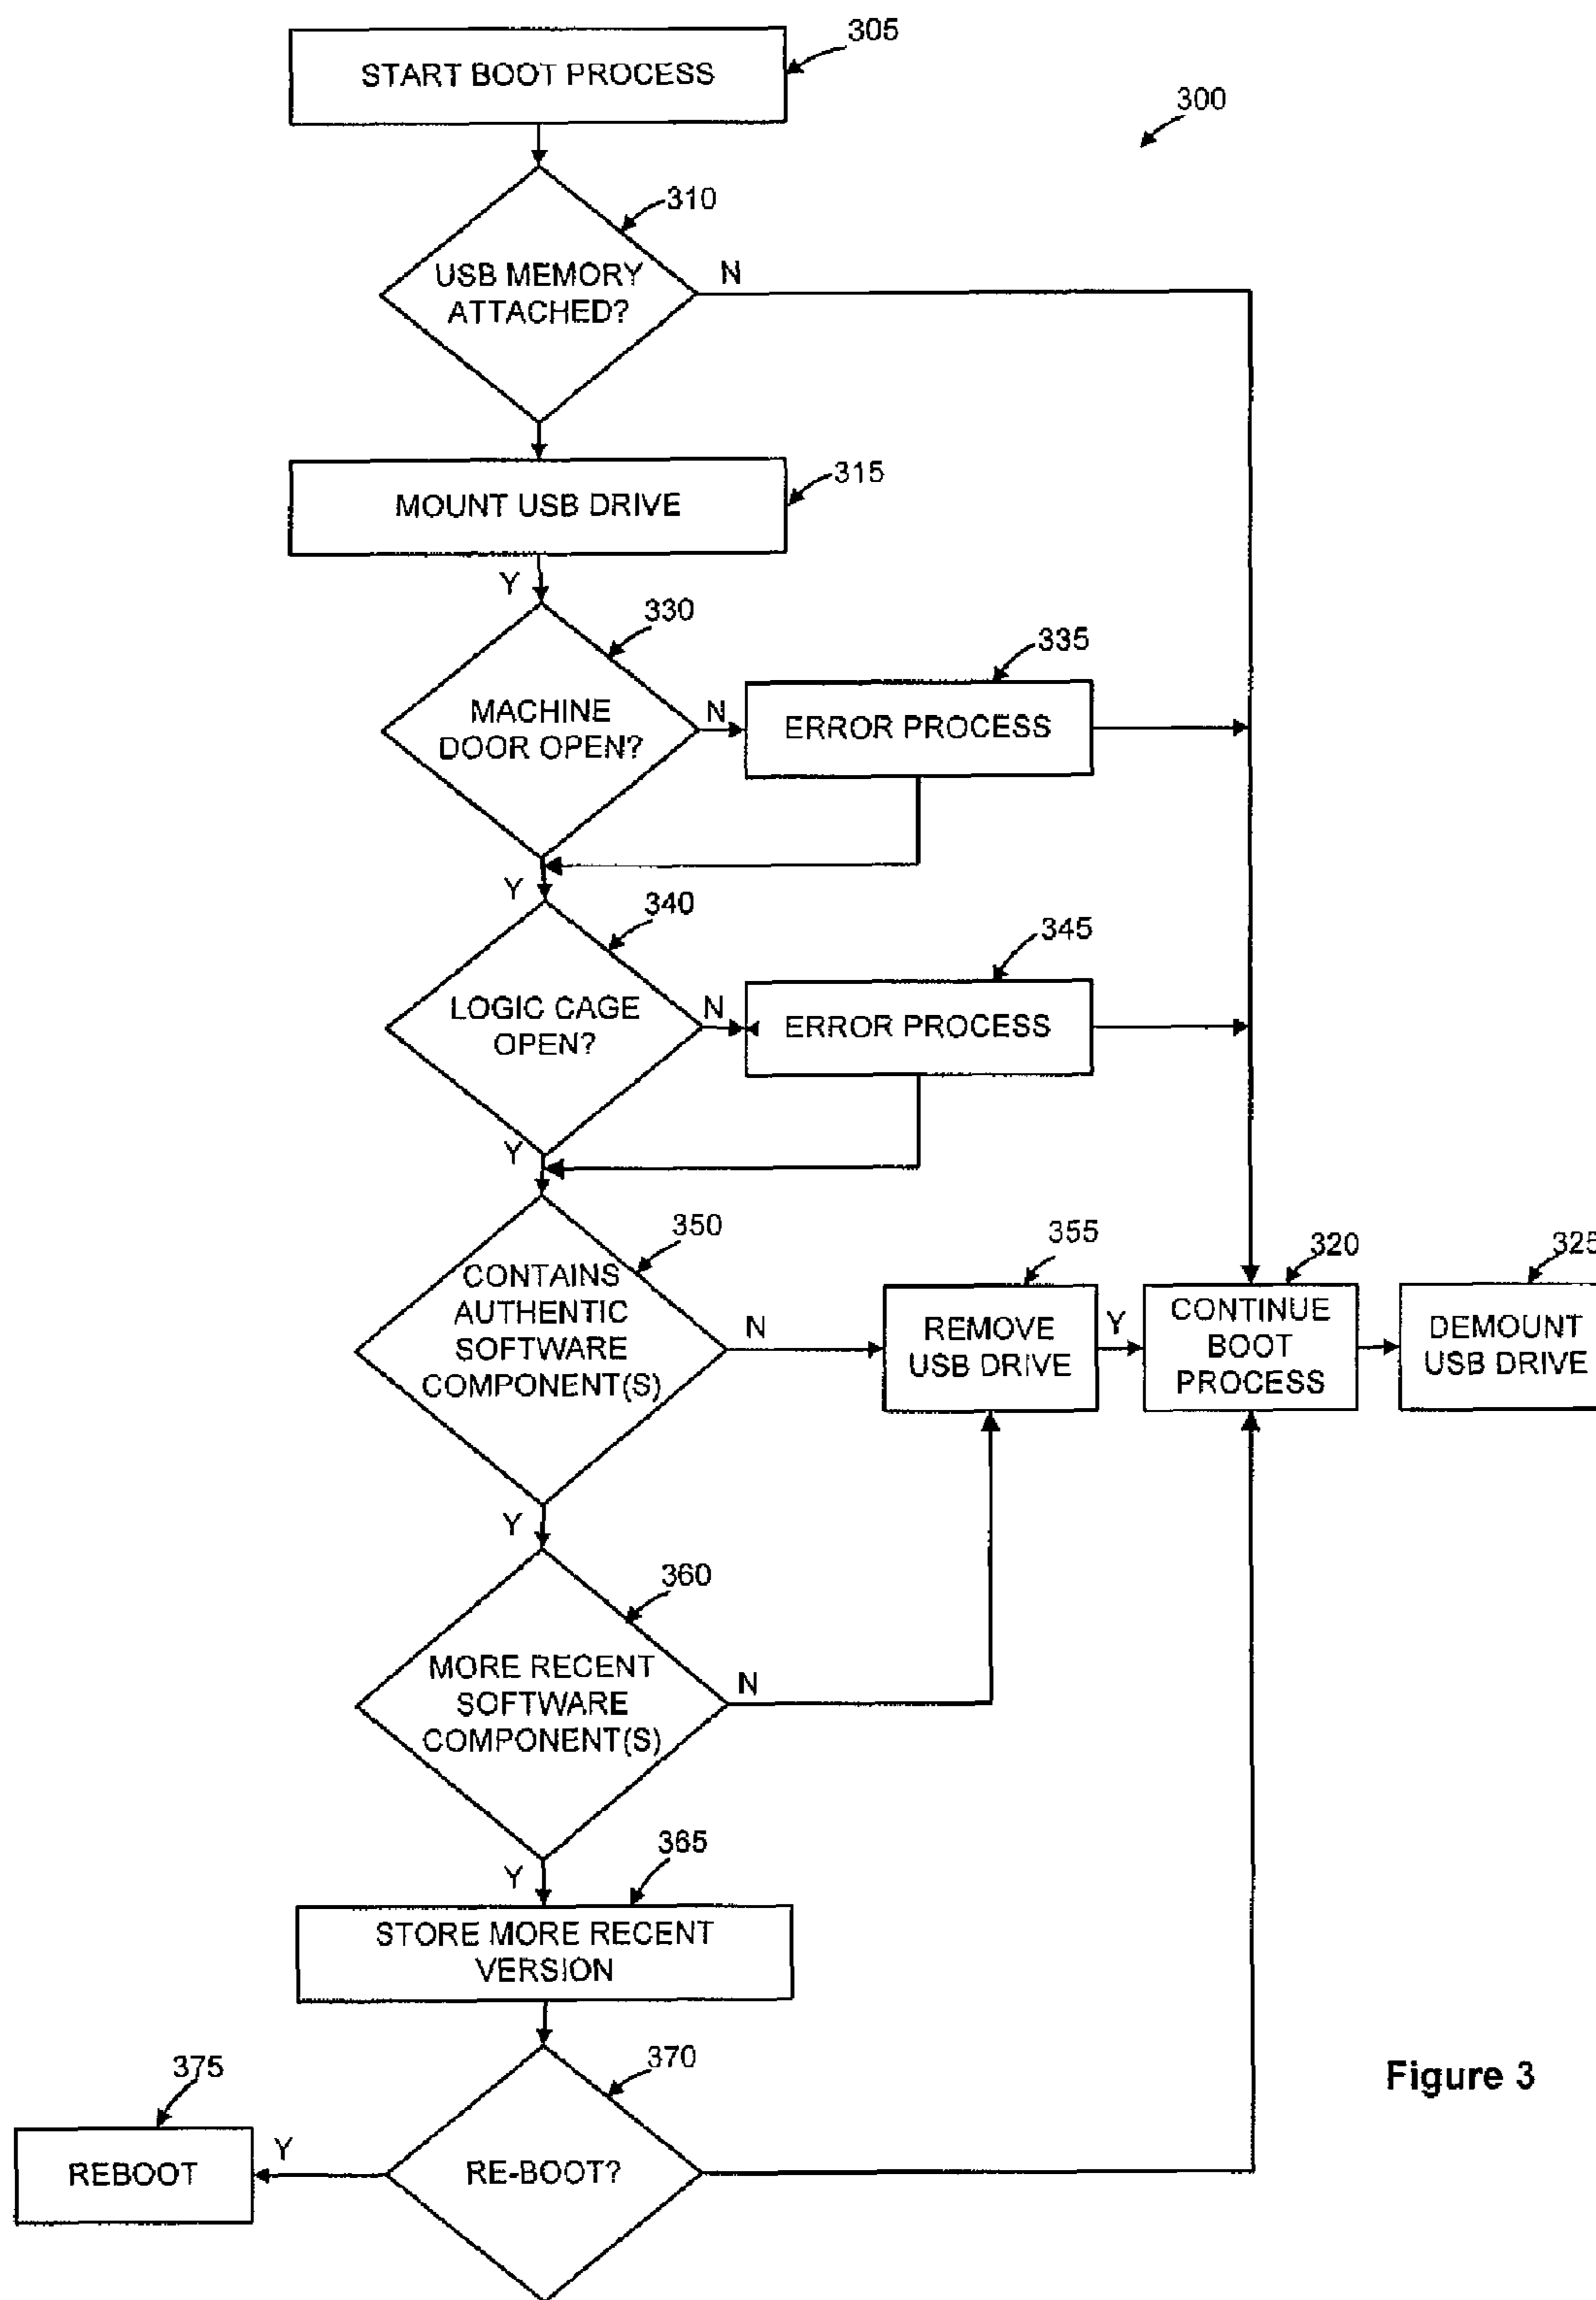 START BOOT PROCESS
305
300
310
USB MEMORY
ATTACHED?
N
MOUNT USB DRIVE
315
Y
330
MACHINE
DOOR OPEN?
N
335
ERROR PROCESS
Y
340
LOGIC CAGE
OPEN?
N
345
ERROR PROCESS
Y
350
CONTAINS
AUTHENTIC
SOFTWARE
COMPONENT(S)
N
355
REMOVE
USB DRIVE
Y
320
CONTINUE
BOOT
PROCESS
325
DEMOUNT
USB DRIVE
Y
360
MORE RECENT
SOFTWARE
COMPONENT(S)
N
Y
365
STORE MORE RECENT
VERSION
370
RE-BOOT?
Y
375
REBOOT
Figure 3